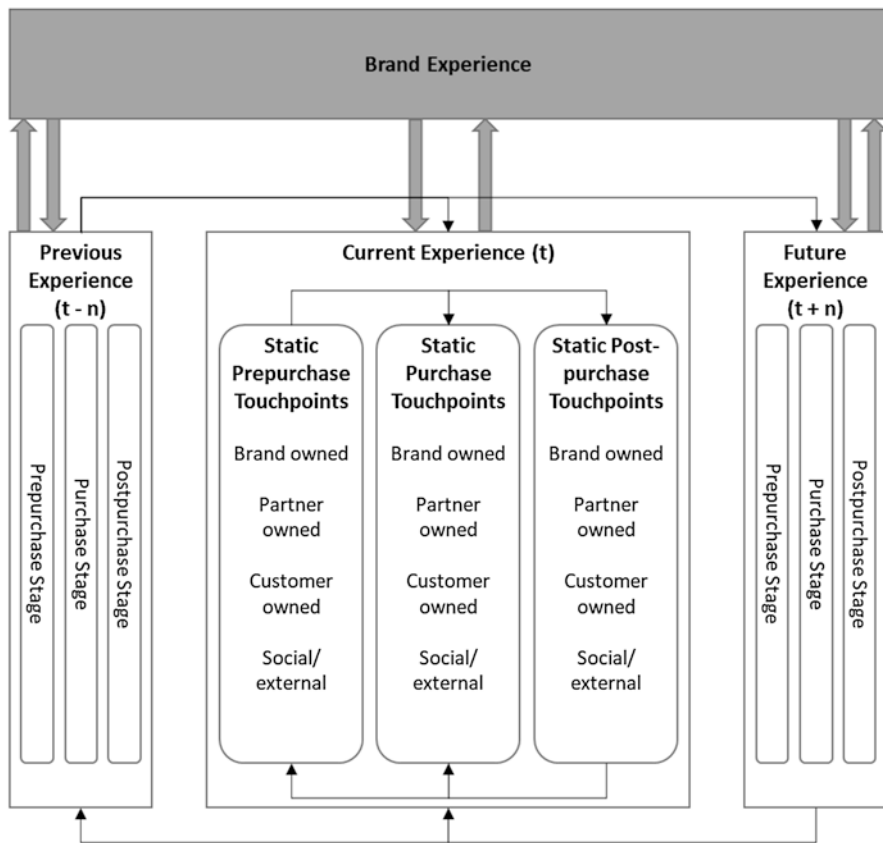 Brand Experience
Previous
Experience
(t - n)
Prepurchase Stage
Purchase Stage
Postpurchase Stage
Current Experience (t)
Static
Prepurchase
Touchpoints
Brand owned
Partner
owned
Customer
owned
Social/
external
Static
Purchase
Touchpoints
Brand owned
Partner
owned
Customer
owned
Social/
external
Static Post-
purchase
Touchpoints
Brand owned
Partner
owned
Customer
owned
Social/
external
Future
Experience
(t + n)
Prepurchase Stage
Purchase Stage
Postpurchase Stage